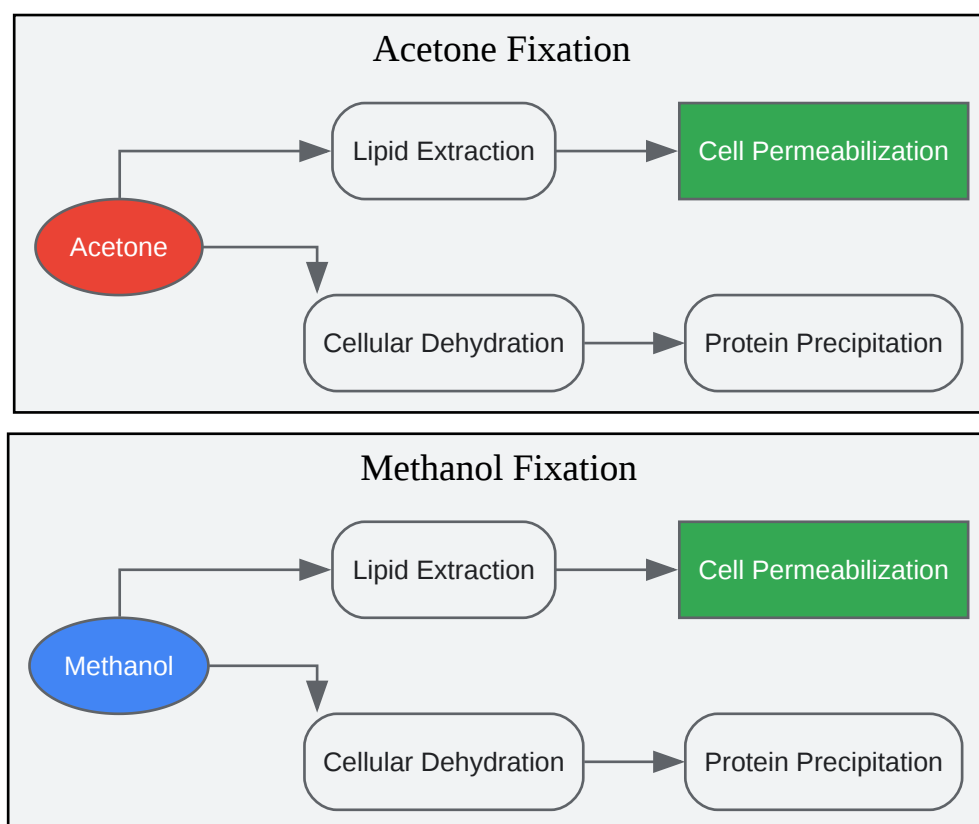 Acetone Fixation
Lipid Extraction
Cell Permeabilization
Acetone
Cellular Dehydration
Protein Precipitation
Methanol Fixation
Lipid Extraction
Cell Permeabilization
Methanol
Cellular Dehydration
Protein Precipitation